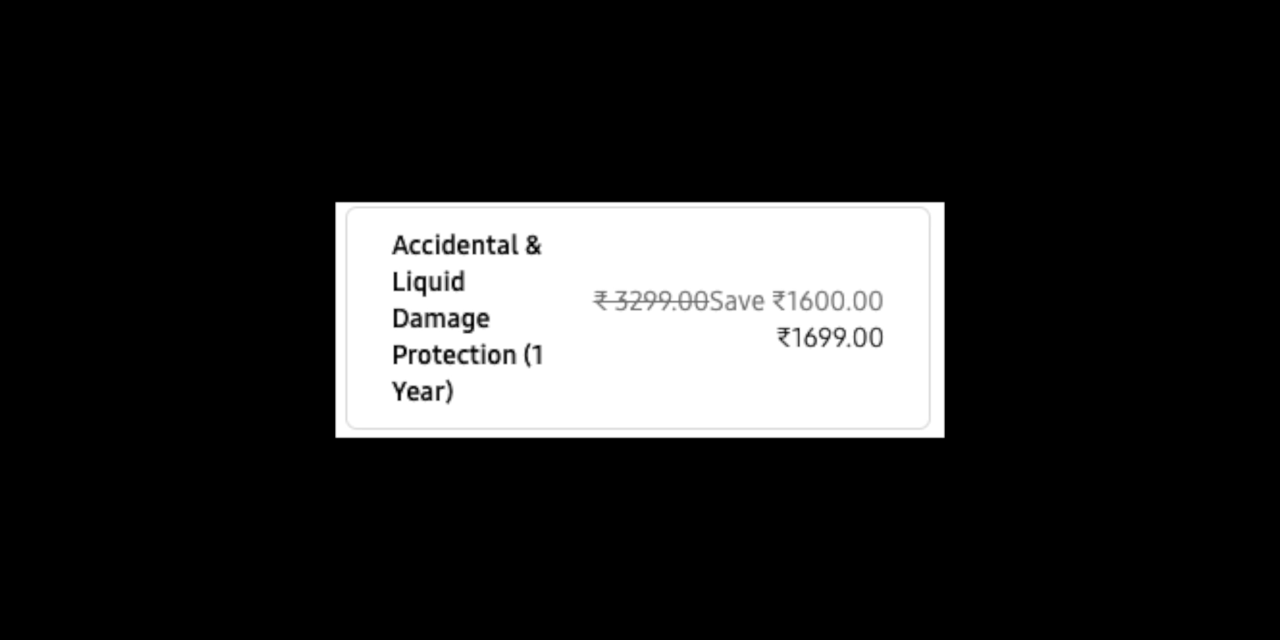 Accidental &
Liquid
Damage
Protection (1
Year)
₹ 3299.00Save ₹1600.00
₹1699.00